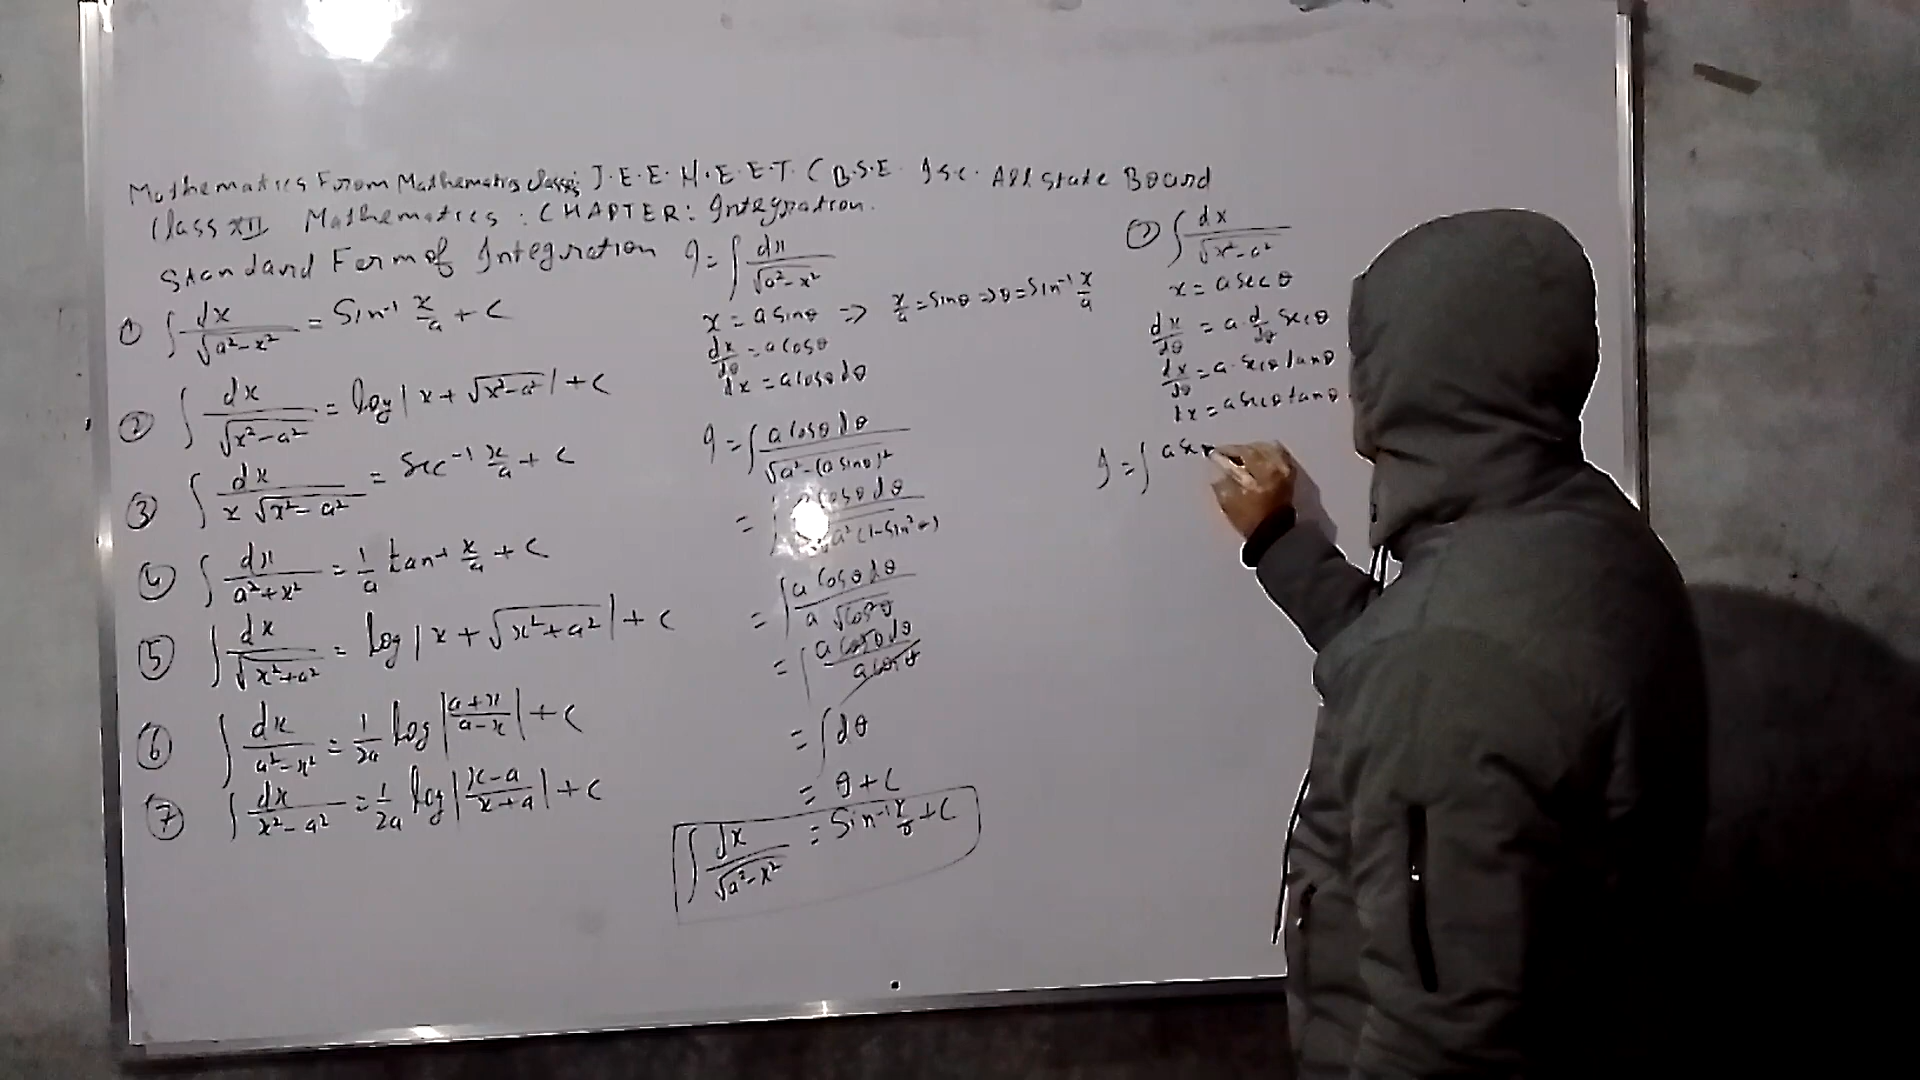 Mathematics From Mathematics classes J.E.E. N.E.E.T. C B.S.E. I.S.C. All State Board
Class XII Mathematics : CHAPTER: Integration.
Standard Form of Integration
① ∫ dx/√(a²-x²) = Sin⁻¹ x/a + C
② ∫ dx/√(x²-a²) = log|x+√(x²-a²)| + C
③ ∫ dx/(x√(x²-a²)) = Sec⁻¹ x/a + C
④ ∫ dx/(a²+x²) = 1/a tan⁻¹ x/a + C
⑤ ∫ dx/√(x²+a²) = log|x+√(x²+a²)| + C
⑥ ∫ dx/(a²-x²) = 1/2a log|(a+x)/(a-x)| + C
⑦ ∫ dx/(x²-a²) = 1/2a log|(x-a)/(x+a)| + C
I = ∫ dx/√(a²-x²)
x = a sinθ => x/a = sinθ => θ = sin⁻¹ x/a
dx/dθ = a cosθ
dx = a cosθ dθ
I = ∫ a cosθ dθ/√(a²-(a sinθ)²)
= ∫ cosθ dθ/a²(1-sin²
= ∫ a cosθ dθ/a√cos²θ
= ∫ a cosθ dθ/a cosθ
= ∫ dθ
= θ + C
∫ dx/√(a²-x²) = Sin⁻¹ x/a + C
② ∫ dx/√(x²-a²)
x = a secθ
dx/dθ = a. d/dθ secθ
dx/dθ = a. secθ tanθ
dx = a secθ tanθ
I = ∫ a